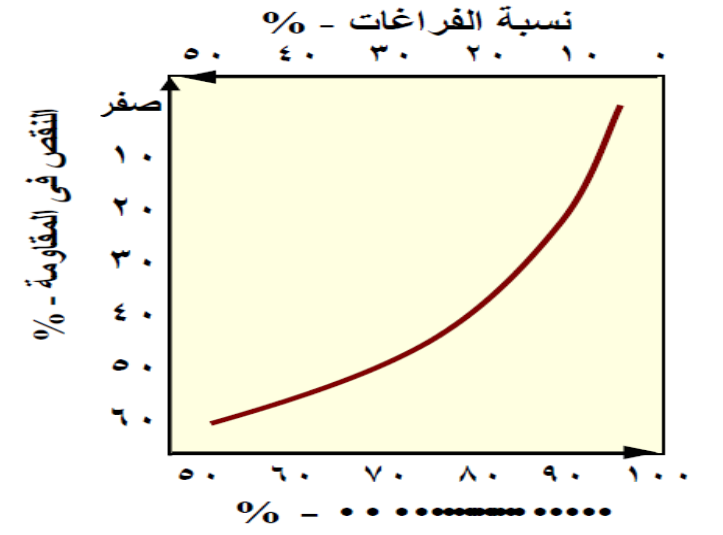 نسبة الفراغات - %
٥٠ ٤٠ ٣٠ ٢٠ ١٠ ٠
النقص فى المقاومة - %
صفر
١٠
٢٠
٣٠
٤٠
٥٠
٦٠
٥٠ ٦٠ ٧٠ ٨٠ ٩٠ ١٠٠
••••••••••••••••• - %